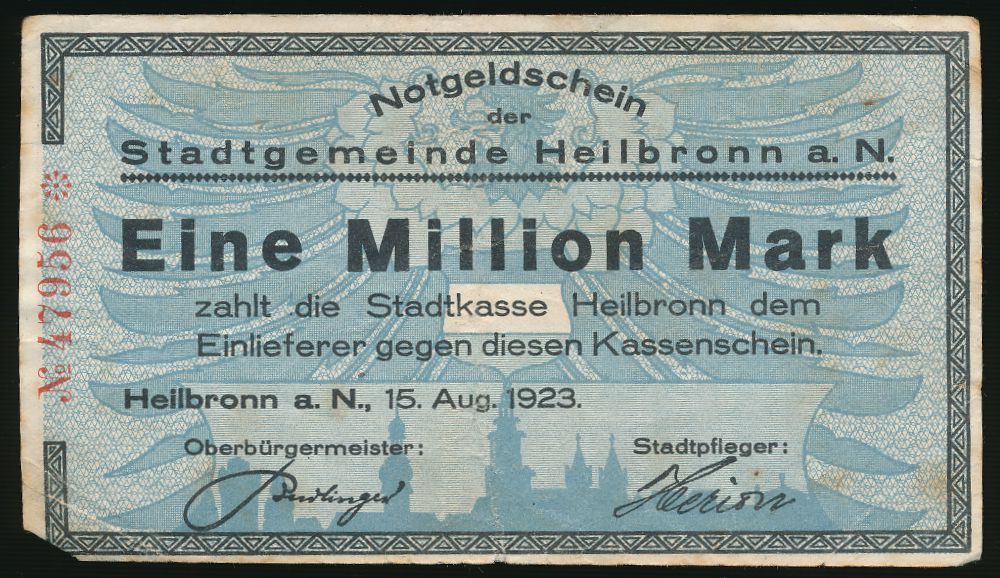 Notgeldschein
der
Stadtgemeinde Heilbronn a. N.
Eine Million Mark
zahlt die Stadtkasse Heilbronn dem
Einlieferer gegen diesen Kassenschein.
Heilbronn a. N., 15. Aug. 1923.
Oberbürgermeister: Stadtpfleger:
№ 47956 *